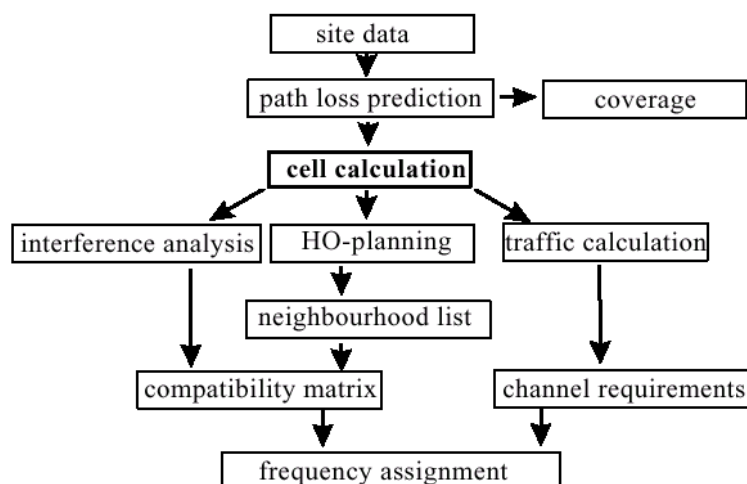 site data
path loss prediction
coverage
cell calculation
interference analysis
HO-planning
traffic calculation
neighbourhood list
compatibility matrix
channel requirements
frequency assignment